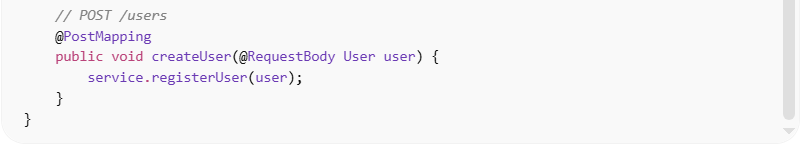 // POST /users
@PostMapping
public void createUser(@RequestBody User user) {
service.registerUser(user);
}
}